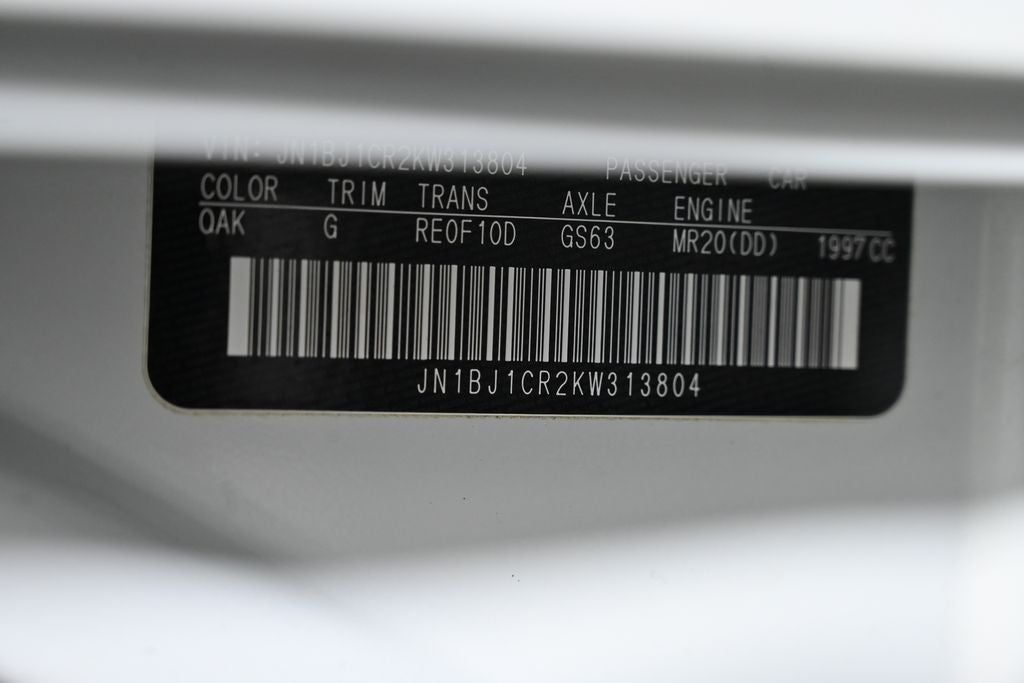 VIN: JN1BJ1CR2KW313804 PASSENGER CAR
COLOR TRIM TRANS AXLE ENGINE
QAK G RE0F10D GS63 MR20(DD) 1997CC
JN1BJ1CR2KW313804